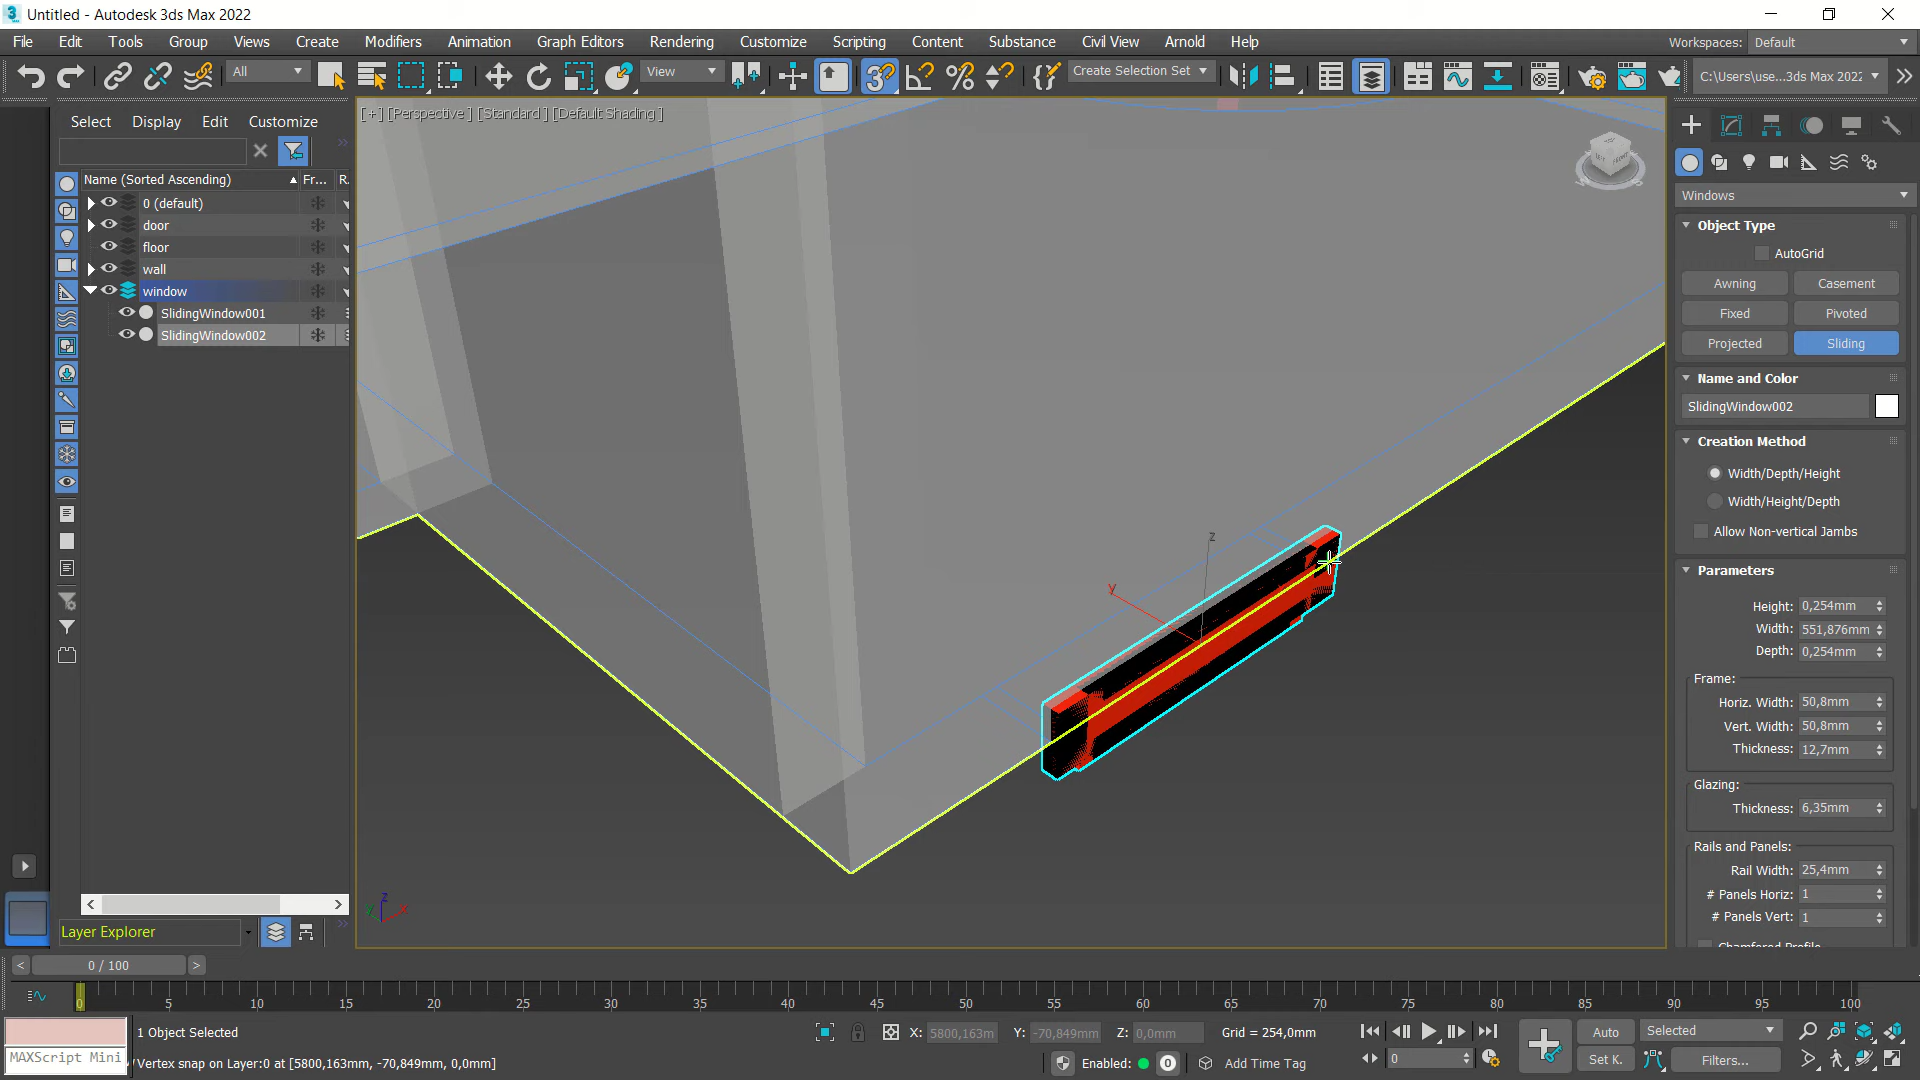 Untitled - Autodesk 3ds Max 2022
File Edit Tools Group Views Create Modifiers Animation Graph Editors Rendering Customize Scripting Content Customize Substance Civil View Arnold Help
Workspaces: Default
All
View
Create Selection Set
C:\Users\use...3ds Max 2022
Select Display Edit Customize
[ + ] [Perspective ] [Standard ] [Default Shading ]
Name (Sorted Ascending) Fr... R.
0 (default)
door
floor
wall
window
SlidingWindow001
SlidingWindow002
z
y
z
x
Windows
Object Type
AutoGrid
Awning Casement
Fixed Pivoted
Projected Sliding
Name and Color
SlidingWindow002
Creation Method
Width/Depth/Height
Width/Height/Depth
Allow Non-vertical Jambs
Parameters
Height: 0,254mm
Width: 551,876mm
Depth: 0,254mm
Frame:
Horiz. Width: 50,8mm
Vert. Width: 50,8mm
Thickness: 12,7mm
Glazing:
Thickness: 6,35mm
Rails and Panels:
Rail Width: 25,4mm
# Panels Horiz: 1
# Panels Vert: 1
Chamfered Profile
Layer Explorer
< 0 / 100 >
0 5 10 15 20 25 30 35 40 45 50 55 60 65 70 75 80 85 90 95 100
1 Object Selected
X: 5800,163m Y: -70,849mm Z: 0,0mm Grid = 254,0mm
Auto Selected
MAXScript Mini
Vertex snap on Layer:0 at [5800,163mm, -70,849mm, 0,0mm]
Enabled: 0 Add Time Tag
0
Set K. Filters...